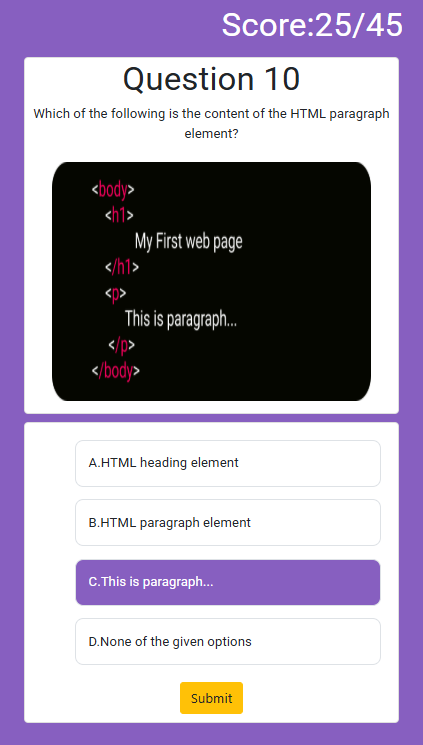 Score:25/45
Question 10
Which of the following is the content of the HTML paragraph
element?
<body>
<h1>
My First web page
</h1>
<p>
This is paragraph...
</p>
</body>
A.HTML heading element
B.HTML paragraph element
C.This is paragraph...
D.None of the given options
Submit